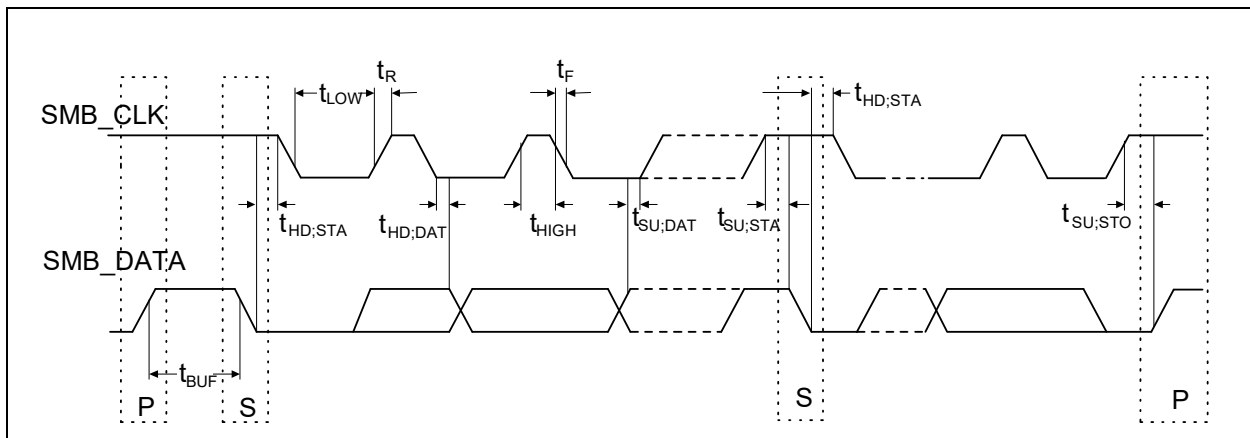 tR
tF
tLOW
tHD;STA
SMB_CLK
tHD;STA
tHD;DAT
tHIGH
tSU;DAT
tSU;STA
tSU;STO
SMB_DATA
tBUF
P
S
S
P